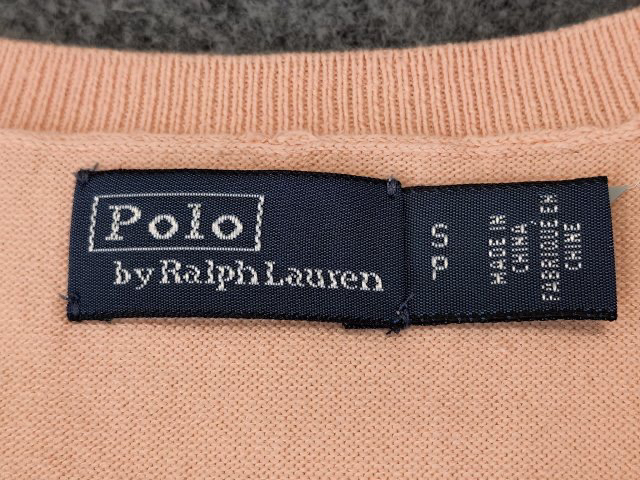 Polo
by Ralph Lauren
S
P
MADE IN
CHINA
FABRIQUE EN
CHINE